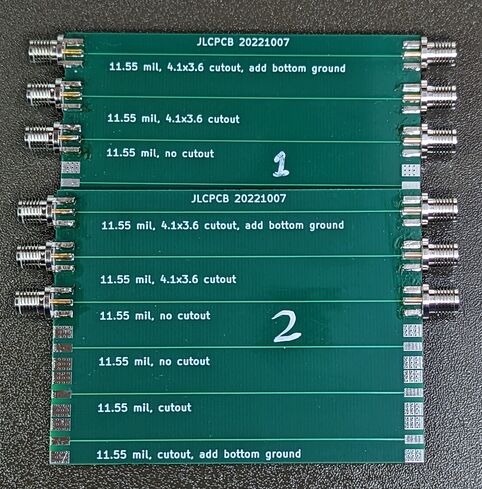 JLCPCB 20221007
11.55 mil, 4.1x3.6 cutout, add bottom ground
11.55 mil, 4.1x3.6 cutout
11.55 mil, no cutout
1
JLCPCB 20221007
11.55 mil, 4.1x3.6 cutout, add bottom ground
11.55 mil, 4.1x3.6 cutout
11.55 mil, no cutout
2
11.55 mil, no cutout
11.55 mil, cutout
11.55 mil, cutout, add bottom ground